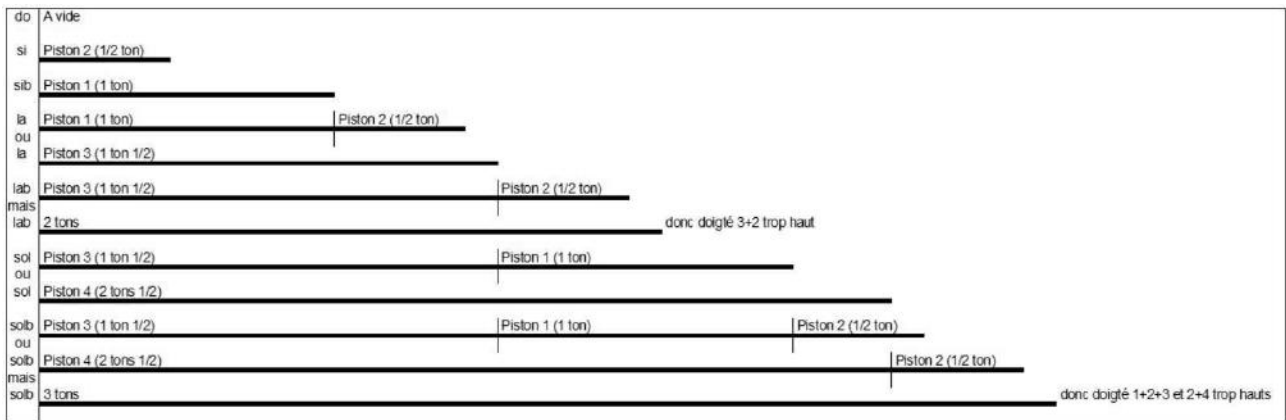 do A vide
si Piston 2 (1/2 ton)
sib Piston 1 (1 ton)
la Piston 1 (1 ton) Piston 2 (1/2 ton)
ou
la Piston 3 (1 ton 1/2)
lab Piston 3 (1 ton 1/2) Piston 2 (1/2 ton)
mais
lab 2 tons donc doigté 3+2 trop haut
sol Piston 3 (1 ton 1/2) Piston 1 (1 ton)
ou
sol Piston 4 (2 tons 1/2)
solb Piston 3 (1 ton 1/2) Piston 1 (1 ton) Piston 2 (1/2 ton)
ou
solb Piston 4 (2 tons 1/2) Piston 2 (1/2 ton)
mais
solb 3 tons donc doigté 1+2+3 et 2+4 trop hauts